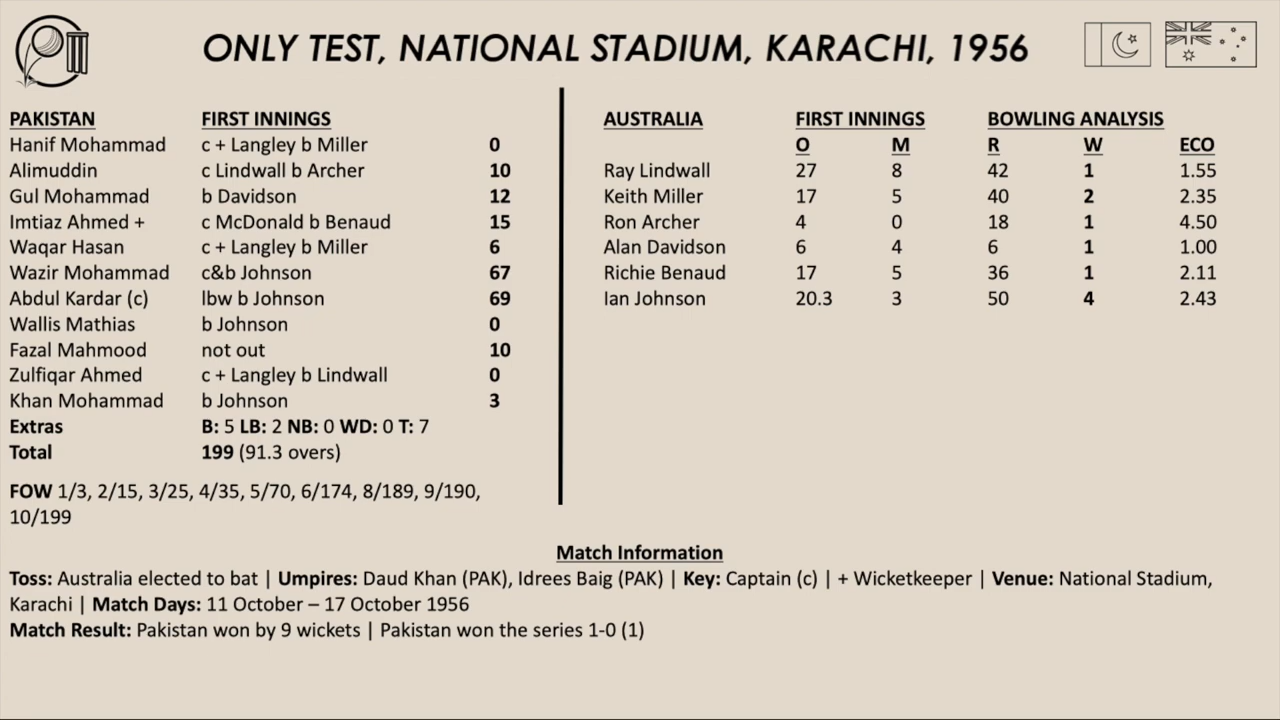 ONLY TEST, NATIONAL STADIUM, KARACHI, 1956
PAKISTAN FIRST INNINGS
Hanif Mohammad c + Langley b Miller 0
Alimuddin c Lindwall b Archer 10
Gul Mohammad b Davidson 12
Imtiaz Ahmed + c McDonald b Benaud 15
Waqar Hasan c + Langley b Miller 6
Wazir Mohammad c&b Johnson 67
Abdul Kardar (c) lbw b Johnson 69
Wallis Mathias b Johnson 0
Fazal Mahmood not out 10
Zulfiqar Ahmed c + Langley b Lindwall 0
Khan Mohammad b Johnson 3
Extras B: 5 LB: 2 NB: 0 WD: 0 T: 7
Total 199 (91.3 overs)
FOW 1/3, 2/15, 3/25, 4/35, 5/70, 6/174, 8/189, 9/190,
10/199
AUSTRALIA FIRST INNINGS BOWLING ANALYSIS
O M R W ECO
Ray Lindwall 27 8 42 1 1.55
Keith Miller 17 5 40 2 2.35
Ron Archer 4 0 18 1 4.50
Alan Davidson 6 4 6 1 1.00
Richie Benaud 17 5 36 1 2.11
Ian Johnson 20.3 3 50 4 2.43
Match Information
Toss: Australia elected to bat | Umpires: Daud Khan (PAK), Idrees Baig (PAK) | Key: Captain (c) | + Wicketkeeper | Venue: National Stadium,
Karachi | Match Days: 11 October – 17 October 1956
Match Result: Pakistan won by 9 wickets | Pakistan won the series 1-0 (1)